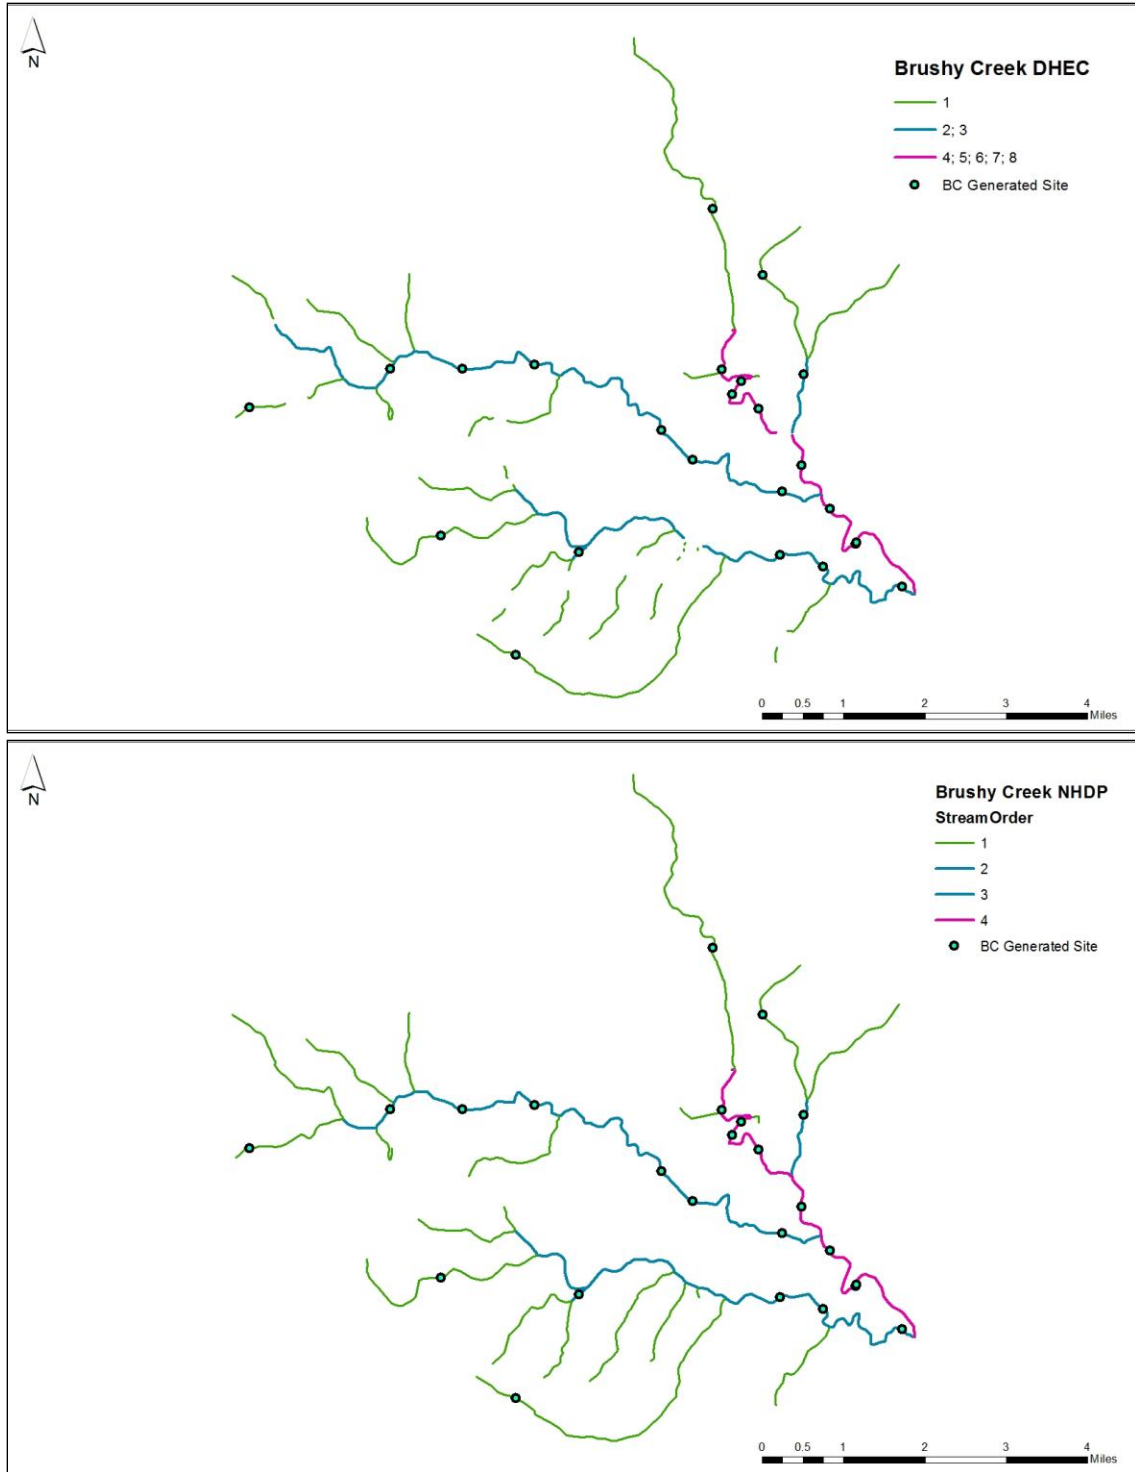 N
Brushy Creek DHEC
1
2; 3
4; 5; 6; 7; 8
BC Generated Site
0 0.5 1 2 3 4
Miles
N
Brushy Creek NHDP
StreamOrder
1
2
3
4
BC Generated Site
0 0.5 1 2 3 4
Miles